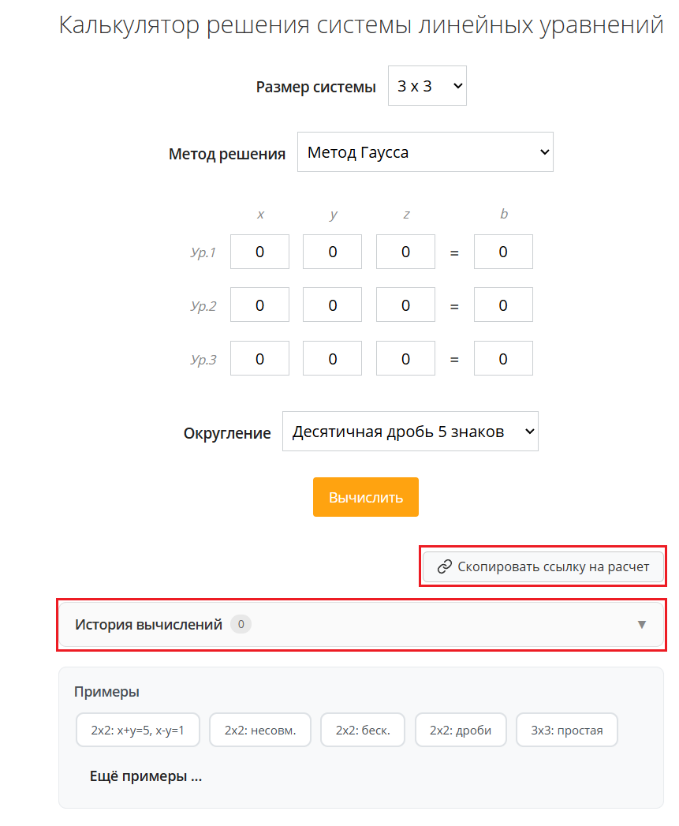 Калькулятор решения системы линейных уравнений
Размер системы 3 x 3
Метод решения Метод Гаусса
x y z b
Ур.1 0 0 0 = 0
Ур.2 0 0 0 = 0
Ур.3 0 0 0 = 0
Округление Десятичная дробь 5 знаков
Вычислить
Скопировать ссылку на расчет
История вычислений 0 ▼
Примеры
2x2: x+y=5, x-y=1 2x2: несовм. 2x2: беск. 2x2: дроби 3x3: простая
Ещё примеры ...